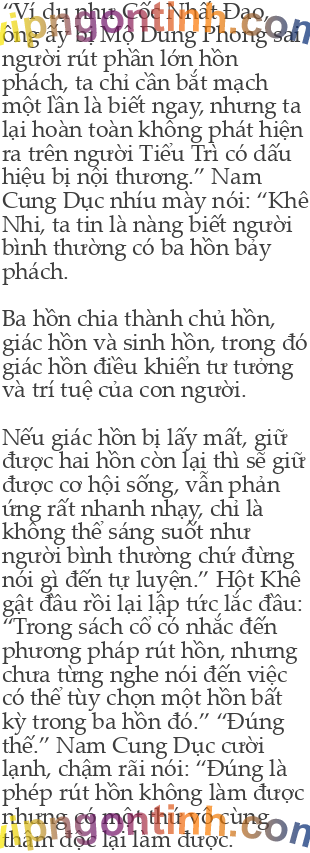 “Ví dụ như Cốc Nhất Đao,
ông ấy bị Mộ Dung Phong sai
người rút phần lớn hồn
phách, ta chỉ cần bắt mạch
một lần là biết ngay, nhưng ta
lại hoàn toàn không phát hiện
ra trên người Tiểu Trì có dấu
hiệu bị nội thương.” Nam
Cung Dục nhíu mày nói: “Khê
Nhi, ta tin là nàng biết người
bình thường có ba hồn bảy
phách.
Ba hồn chia thành chủ hồn,
giác hồn và sinh hồn, trong đó
giác hồn điều khiển tư tưởng
và trí tuệ của con người.
Nếu giác hồn bị lấy mất, giữ
được hai hồn còn lại thì sẽ giữ
được cơ hội sống, vẫn phản
ứng rất nhanh nhạy, chỉ là
không thể sáng suốt như
người bình thường chứ đừng
nói gì đến tự luyện.” Hột Khê
gật đầu rồi lại lập tức lắc đầu:
“Trong sách cổ có nhắc đến
phương pháp rút hồn, nhưng
chưa từng nghe nói đến việc
có thể tùy chọn một hồn bất
kỳ trong ba hồn đó.” “Đúng
thế.” Nam Cung Dục cười
lạnh, chậm rãi nói: “Đúng là
phép rút hồn không làm được
nhưng có một thứ vô cùng
thâm độc lại làm được.
vipngontinh.com
vipngontinh.com